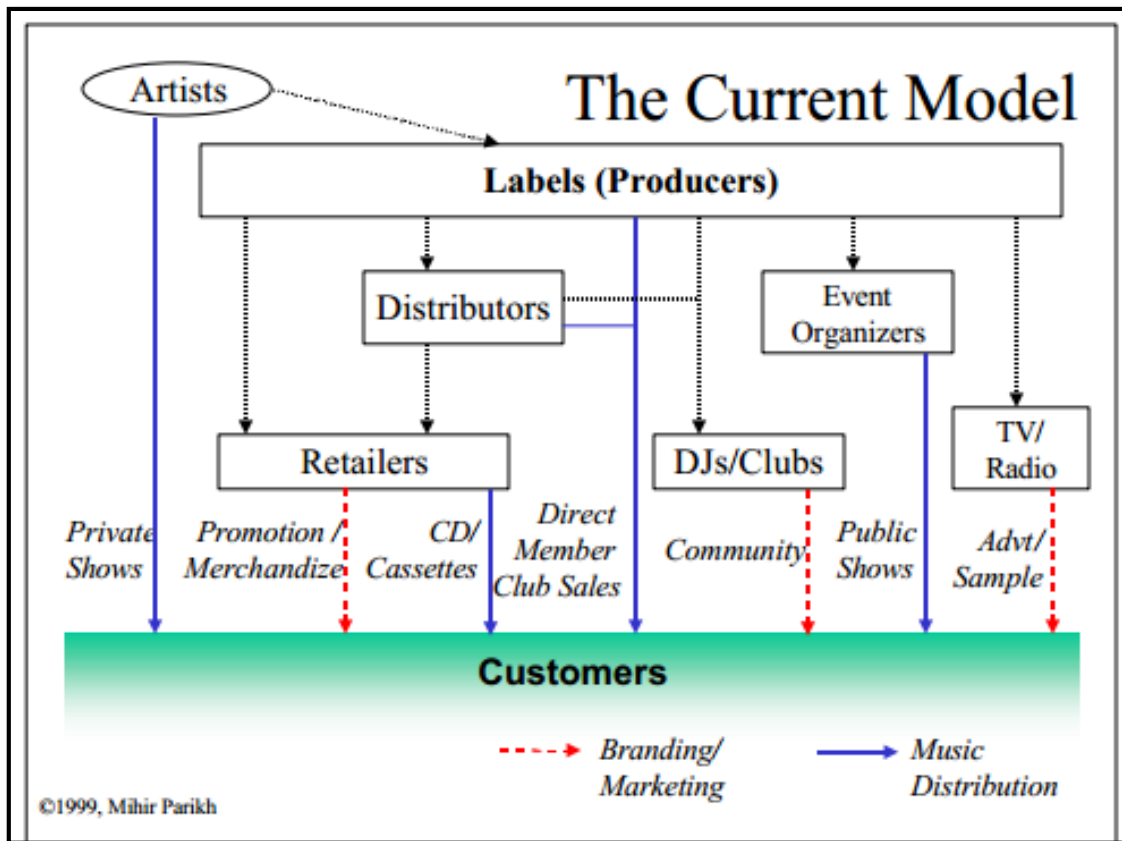 Artists
The Current Model
Labels (Producers)
Distributors
Event
Organizers
Retailers
DJs/Clubs
TV/
Radio
Private
Shows
Promotion /
Merchandize
CD/
Cassettes
Direct
Member
Club Sales
Community
Public
Shows
Advt/
Sample
Customers
Branding/
Marketing
Music
Distribution
©1999, Mihir Parikh